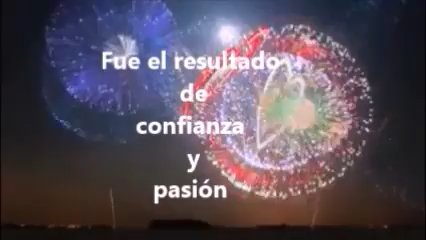 Fue el resultado
de
confianza
y
pasión